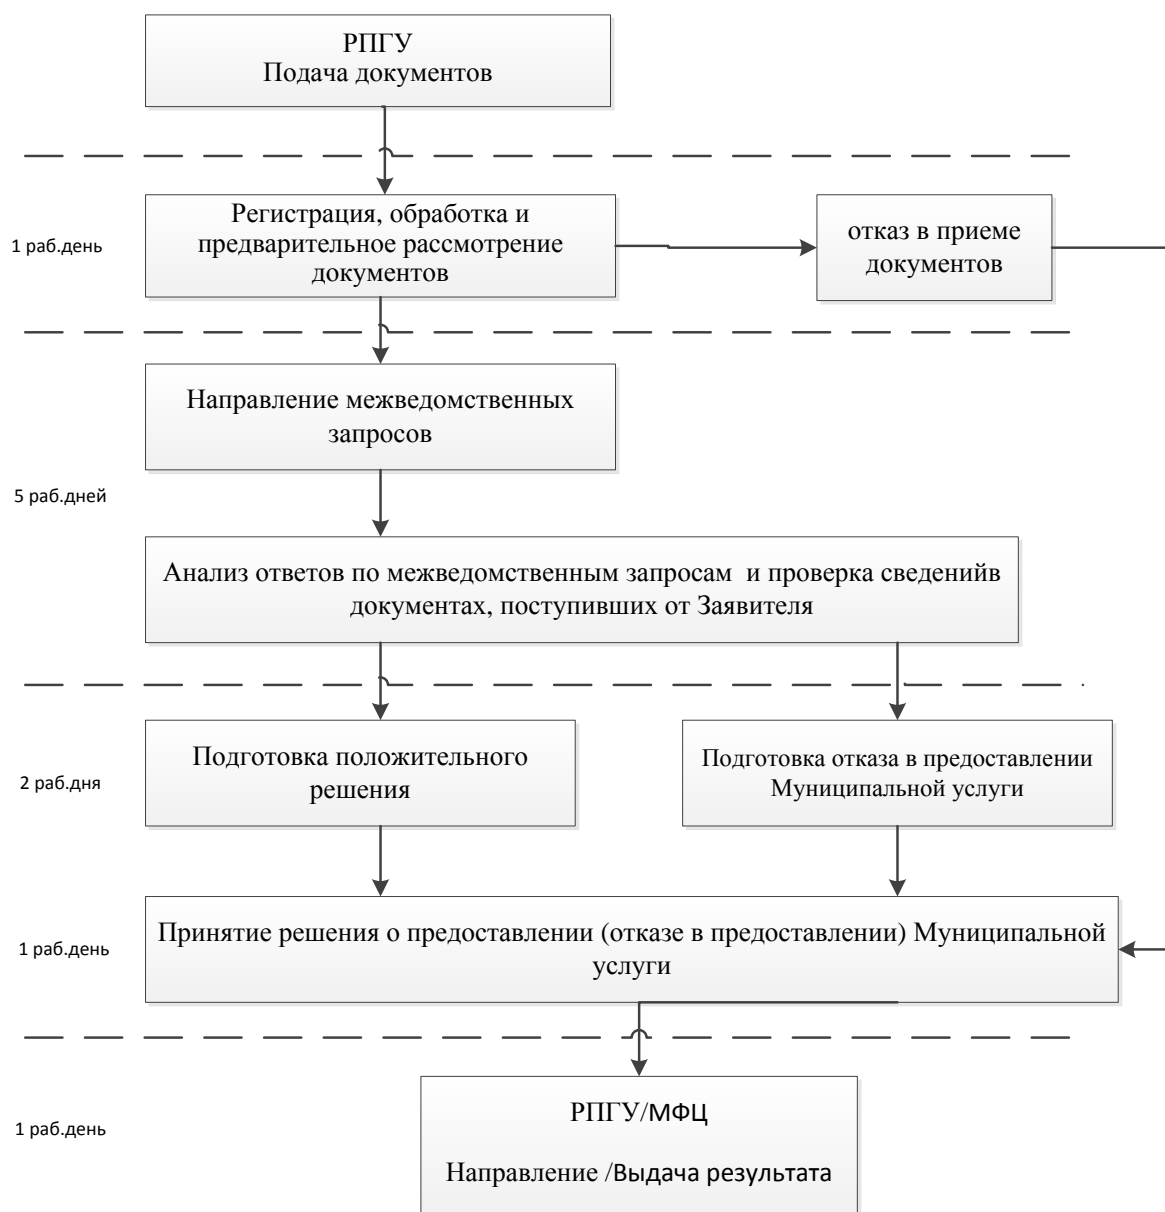 РПГУ
Подача документов
1 раб.день
Регистрация, обработка и
предварительное рассмотрение
документов
отказ в приеме
документов
Направление межведомственных
запросов
5 раб.дней
Анализ ответов по межведомственным запросам и проверка сведенийв
документах, поступивших от Заявителя
2 раб.дня
Подготовка положительного
решения
Подготовка отказа в предоставлении
Муниципальной услуги
1 раб.день
Принятие решения о предоставлении (отказе в предоставлении) Муниципальной
услуги
1 раб.день
РПГУ/МФЦ
Направление /Выдача результата